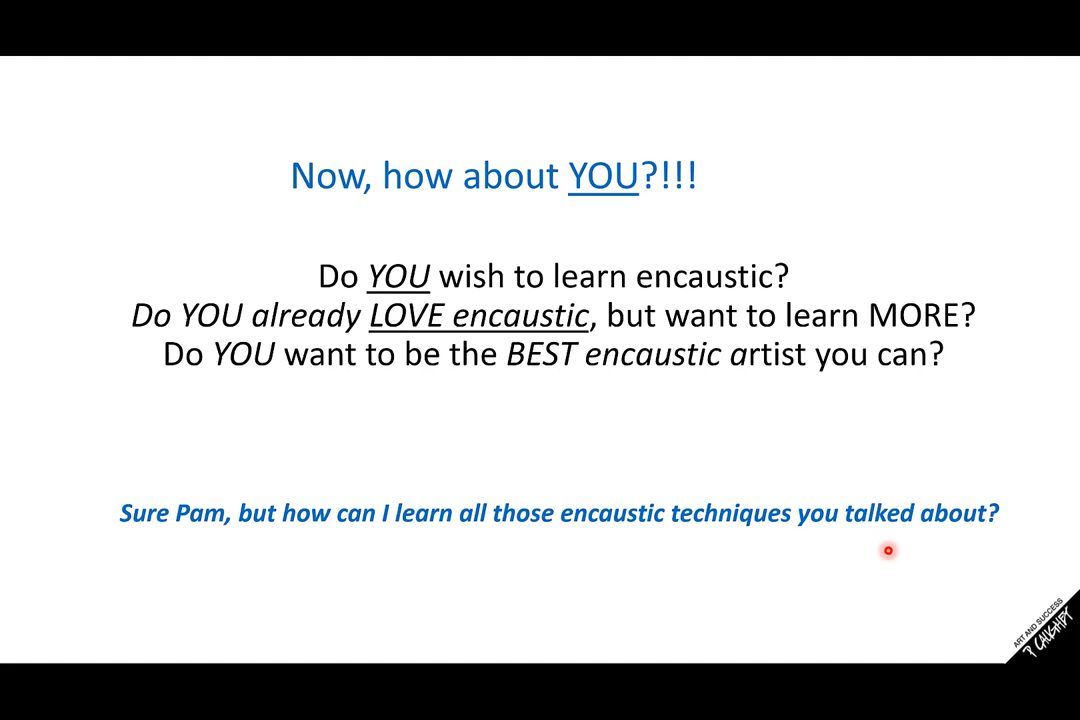 Now, how about YOU?!!!
Do YOU wish to learn encaustic?
Do YOU already LOVE encaustic, but want to learn MORE?
Do YOU want to be the BEST encaustic artist you can?
Sure Pam, but how can I learn all those encaustic techniques you talked about?
ART AND SUCCESS
P CAUGHEY